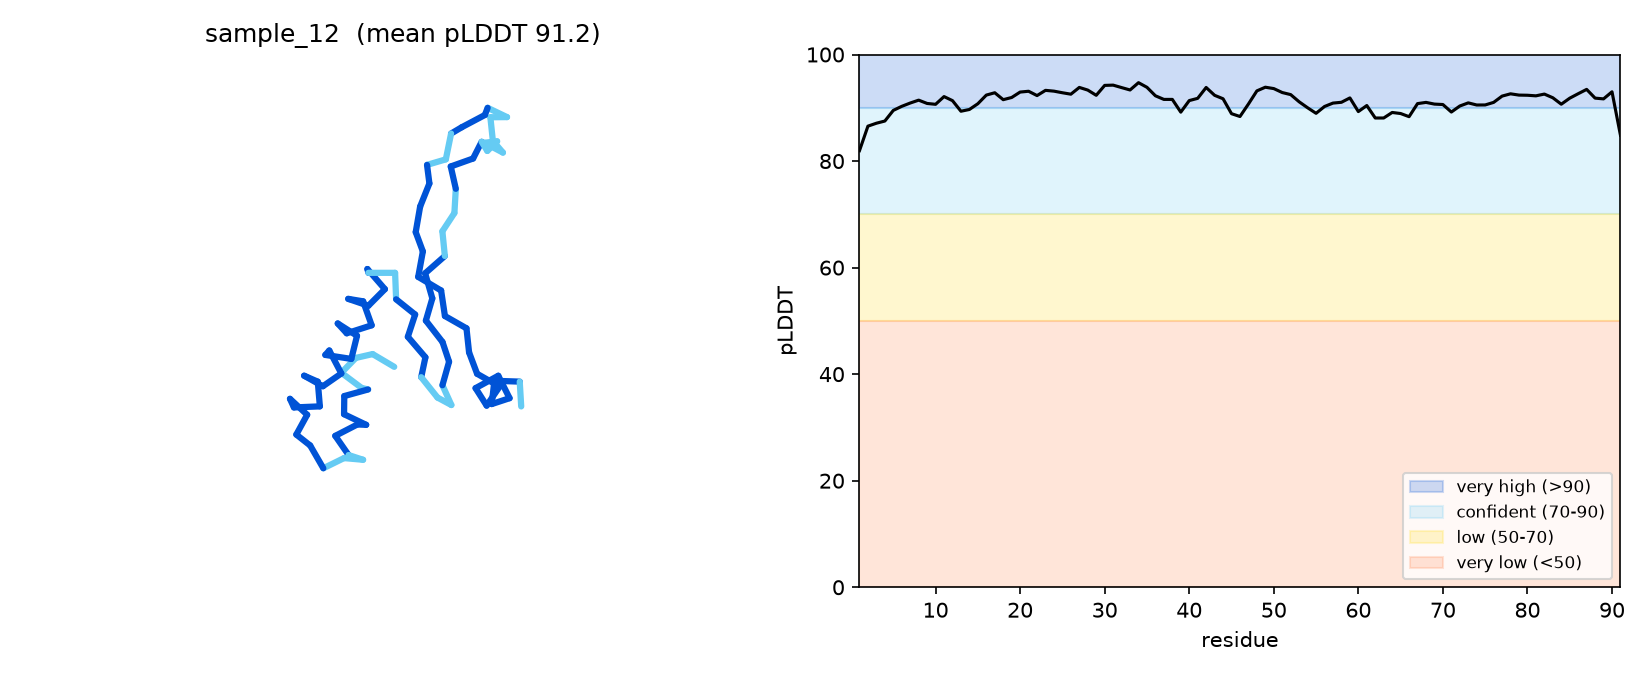 sample_12  (mean pLDDT 91.2)
100
80
60
40
20
0
pLDDT
10
20
30
40
50
60
70
80
90
residue
very high (>90)
confident (70-90)
low (50-70)
very low (<50)